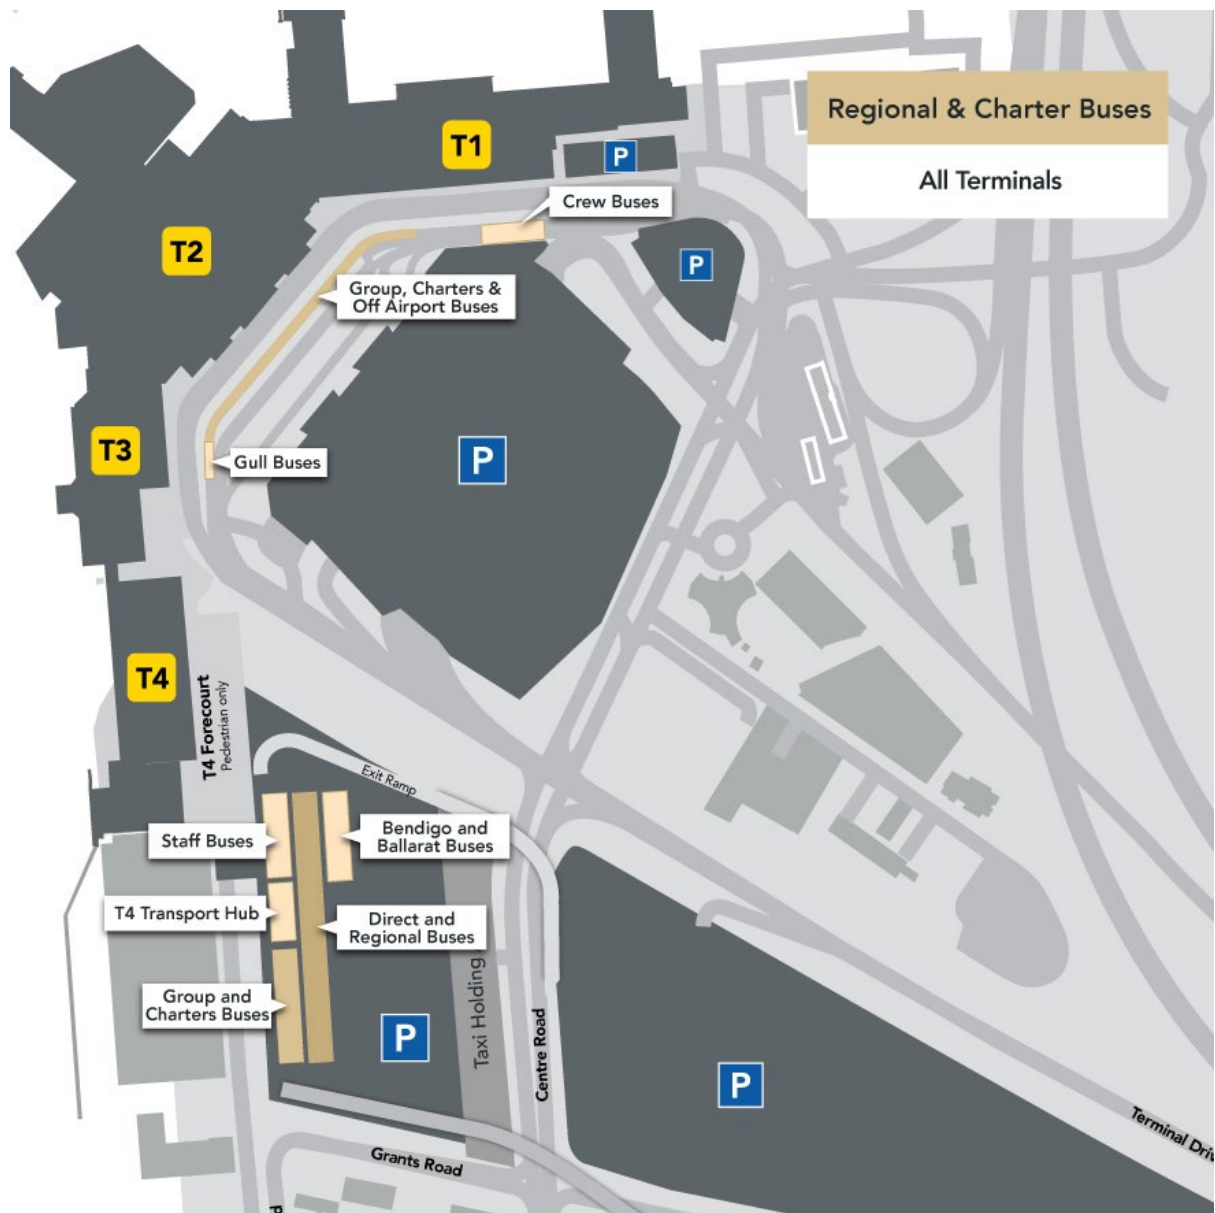 Regional & Charter Buses
All Terminals
T1
P
Crew Buses
T2
P
Group, Charters &
Off Airport Buses
T3
Gull Buses
P
T4
T4 Forecourt
Pedestrian only
Exit Ramp
Staff Buses
Bendigo and
Ballarat Buses
T4 Transport Hub
Direct and
Regional Buses
Group and
Charters Buses
P
Taxi Holding
Centre Road
P
Terminal Driv
Grants Road
d